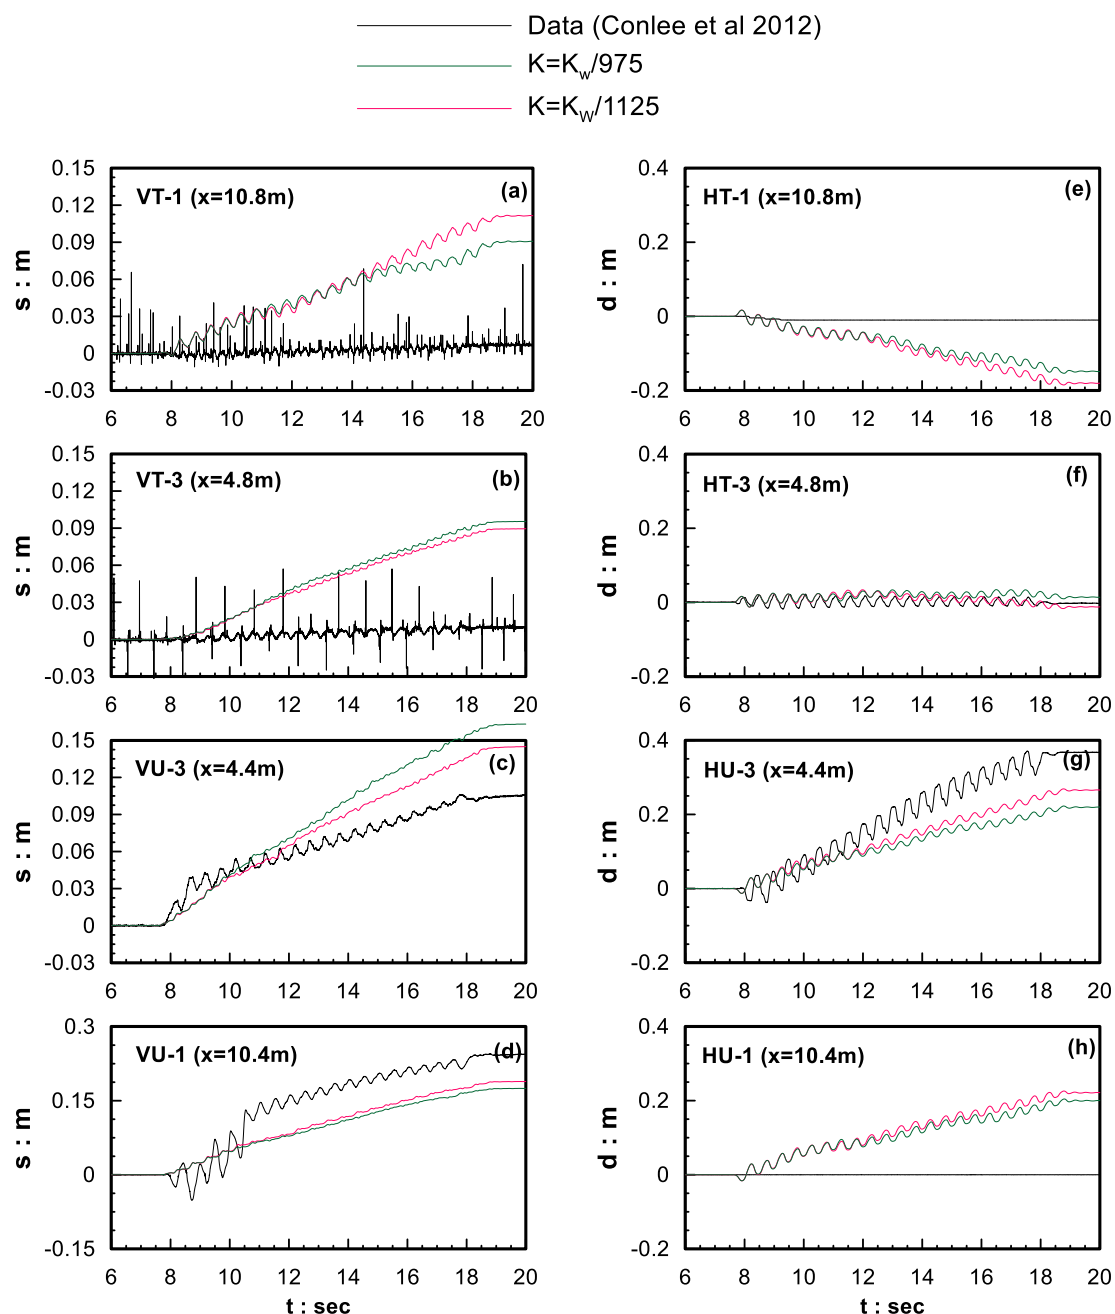 Data (Conlee et al 2012)
K=Kw/975
K=KW/1125
0.15
0.12
0.09
0.06
0.03
0
-0.03
s : m
VT-1 (x=10.8m)
(a)
6 8 10 12 14 16 18 20
0.4
0.2
0
-0.2
d : m
HT-1 (x=10.8m)
(e)
6 8 10 12 14 16 18 20
0.15
0.12
0.09
0.06
0.03
0
-0.03
s : m
VT-3 (x=4.8m)
(b)
6 8 10 12 14 16 18 20
0.4
0.2
0
-0.2
d : m
HT-3 (x=4.8m)
(f)
6 8 10 12 14 16 18 20
0.15
0.12
0.09
0.06
0.03
0
-0.03
s : m
VU-3 (x=4.4m)
(c)
6 8 10 12 14 16 18 20
0.4
0.2
0
-0.2
d : m
HU-3 (x=4.4m)
(g)
6 8 10 12 14 16 18 20
0.3
0.15
0
-0.15
s : m
VU-1 (x=10.4m)
(d)
6 8 10 12 14 16 18 20
t : sec
0.4
0.2
0
-0.2
d : m
HU-1 (x=10.4m)
(h)
6 8 10 12 14 16 18 20
t : sec